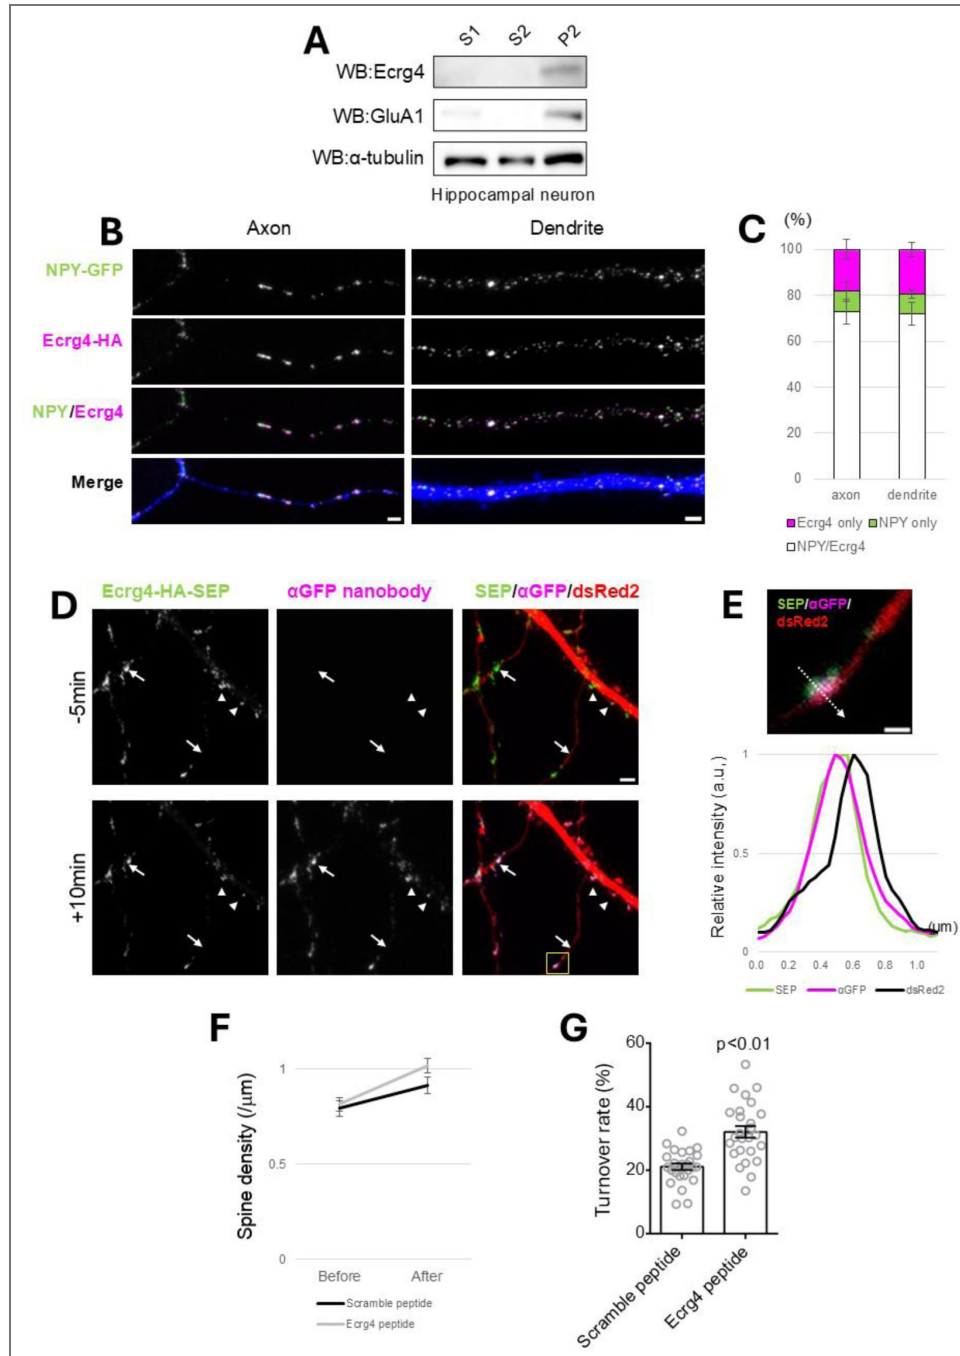 A
S1 S2 P2
WB:Ecrg4
WB:GluA1
WB:α-tubulin
Hippocampal neuron
B
Axon Dendrite
NPY-GFP
Ecrg4-HA
NPY/Ecrg4
Merge
C
(%)
100
80
60
40
20
0
axon dendrite
Ecrg4 only NPY only
NPY/Ecrg4
D
Ecrg4-HA-SEP αGFP nanobody SEP/αGFP/dsRed2
-5min
+10min
E
SEP/αGFP/
dsRed2
Relative intensity (a.u,)
1
0.5
0
(μm)
0.0 0.2 0.4 0.6 0.8 1.0
SEP αGFP dsRed2
F
Spine density (/μm)
1
0.5
0
Before After
Scramble peptide
Ecrg4 peptide
G
p<0.01
Turnover rate (%)
60
40
20
0
Scramble peptide
Ecrg4 peptide